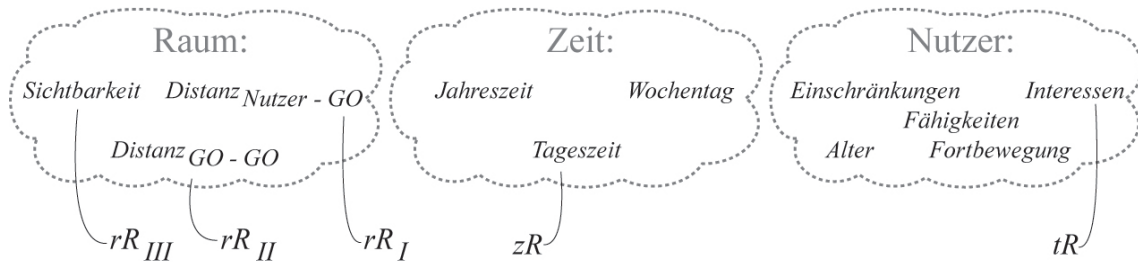 Raum: Zeit: Nutzer:
Sichtbarkeit Distanz Nutzer - GO Jahreszeit Wochentag Einschränkungen Interessen
Fähigkeiten
Distanz GO - GO Tageszeit Alter Fortbewegung
rR III rR II rR I zR tR